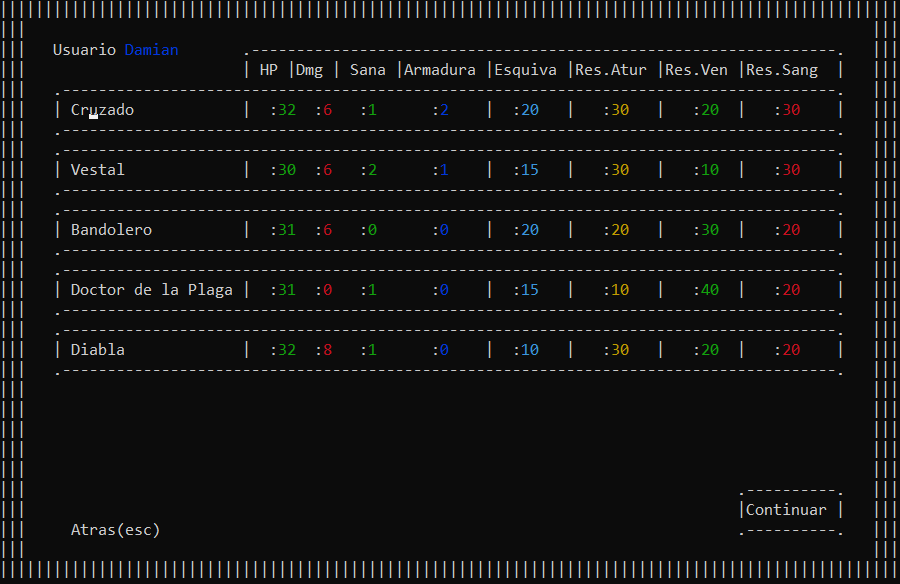 Usuario Damian
| HP |Dmg | Sana |Armadura |Esquiva |Res.Atur |Res.Ven |Res.Sang |
| Cruzado | :32 :6 :1 :2 | :20 | :30 | :20 | :30 |
| Vestal | :30 :6 :2 :1 | :15 | :30 | :10 | :30 |
| Bandolero | :31 :6 :0 :0 | :20 | :20 | :30 | :20 |
| Doctor de la Plaga | :31 :0 :1 :0 | :15 | :10 | :40 | :20 |
| Diabla | :32 :8 :1 :0 | :10 | :30 | :20 | :20 |
|Continuar |
Atras(esc)